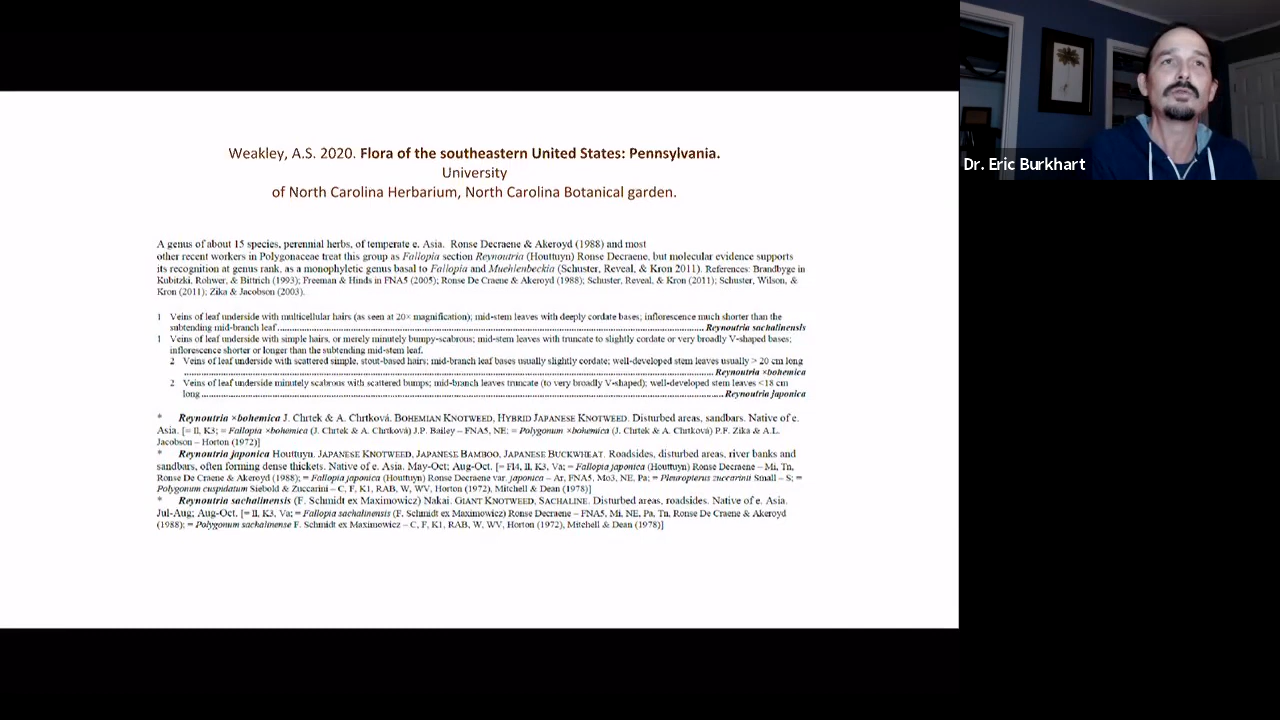 Weakley, A.S. 2020. Flora of the southeastern United States: Pennsylvania.
University
of North Carolina Herbarium, North Carolina Botanical garden.
A genus of about 15 species, perennial herbs, of temperate e. Asia. Ronse Decraene & Akeroyd (1988) and most
other recent workers in Polygonaceae treat this group as Fallopia section Reynoutria (Houttuyn) Ronse Decraene, but molecular evidence supports
its recognition at genus rank, as a monophyletic genus basal to Fallopia and Muehlenbeckia (Schuster, Reveal, & Kron 2011). References: Brandbyge in
Kubitzki, Rohwer, & Bittrich (1993); Freeman & Hinds in FNA5 (2005); Ronse De Craene & Akeroyd (1988); Schuster, Reveal, & Kron (2011); Schuster, Wilson, &
Kron (2011); Zika & Jacobson (2003).
1 Veins of leaf underside with multicellular hairs (as seen at 20× magnification); mid-stem leaves with deeply cordate bases; inflorescence much shorter than the
subtending mid-branch leaf Reynoutria sachalinensis
1 Veins of leaf underside with simple hairs, or merely minutely bumpy-scabrous; mid-stem leaves with truncate to slightly cordate or very broadly V-shaped bases;
inflorescence shorter or longer than the subtending mid-stem leaf.
2 Veins of leaf underside with scattered simple, stout-based hairs; mid-branch leaf bases usually slightly cordate; well-developed stem leaves usually > 20 cm long
Reynoutria ×bohemica
2 Veins of leaf underside minutely scabrous with scattered bumps; mid-branch leaves truncate (to very broadly V-shaped); well-developed stem leaves <18 cm
long Reynoutria japonica
* Reynoutria ×bohemica J. Chrtek & A. Chrtková. BOHEMIAN KNOTWEED, HYBRID JAPANESE KNOTWEED. Disturbed areas, sandbars. Native of e.
Asia. [= Il, K3; = Fallopia ×bohemica (J. Chrtek & A. Chrtková) J.P. Bailey – FNA5, NE; = Polygonum ×bohemica (J. Chrtek & A. Chrtková) P.F. Zika & A.L.
Jacobson – Horton (1972)]
* Reynoutria japonica Houttuyn. JAPANESE KNOTWEED, JAPANESE BAMBOO, JAPANESE BUCKWHEAT. Roadsides, disturbed areas, river banks and
sandbars, often forming dense thickets. Native of e. Asia. May-Oct; Aug-Oct. [= Fl4, Il, K3, Va; = Fallopia japonica (Houttuyn) Ronse Decraene – Mi, Tn,
Ronse De Craene & Akeroyd (1988); = Fallopia japonica (Houttuyn) Ronse Decraene var. japonica – Ar, FNA5, Mo3, NE, Pa; = Pleuropterus zuccarinii Small – S; =
Polygonum cuspidatum Siebold & Zuccarini – C, F, K1, RAB, W, WV, Horton (1972), Mitchell & Dean (1978)]
* Reynoutria sachalinensis (F. Schmidt ex Maximowicz) Nakai. GIANT KNOTWEED, SACHALINE. Disturbed areas, roadsides. Native of e. Asia.
Jul-Aug; Aug-Oct. [= Il, K3, Va; = Fallopia sachalinensis (F. Schmidt ex Maximowicz) Ronse Decraene – FNA5, Mi, NE, Pa, Tn, Ronse De Craene & Akeroyd
(1988); = Polygonum sachalinense F. Schmidt ex Maximowicz – C, F, K1, RAB, W, WV, Horton (1972), Mitchell & Dean (1978)]
Dr. Eric Burkhart